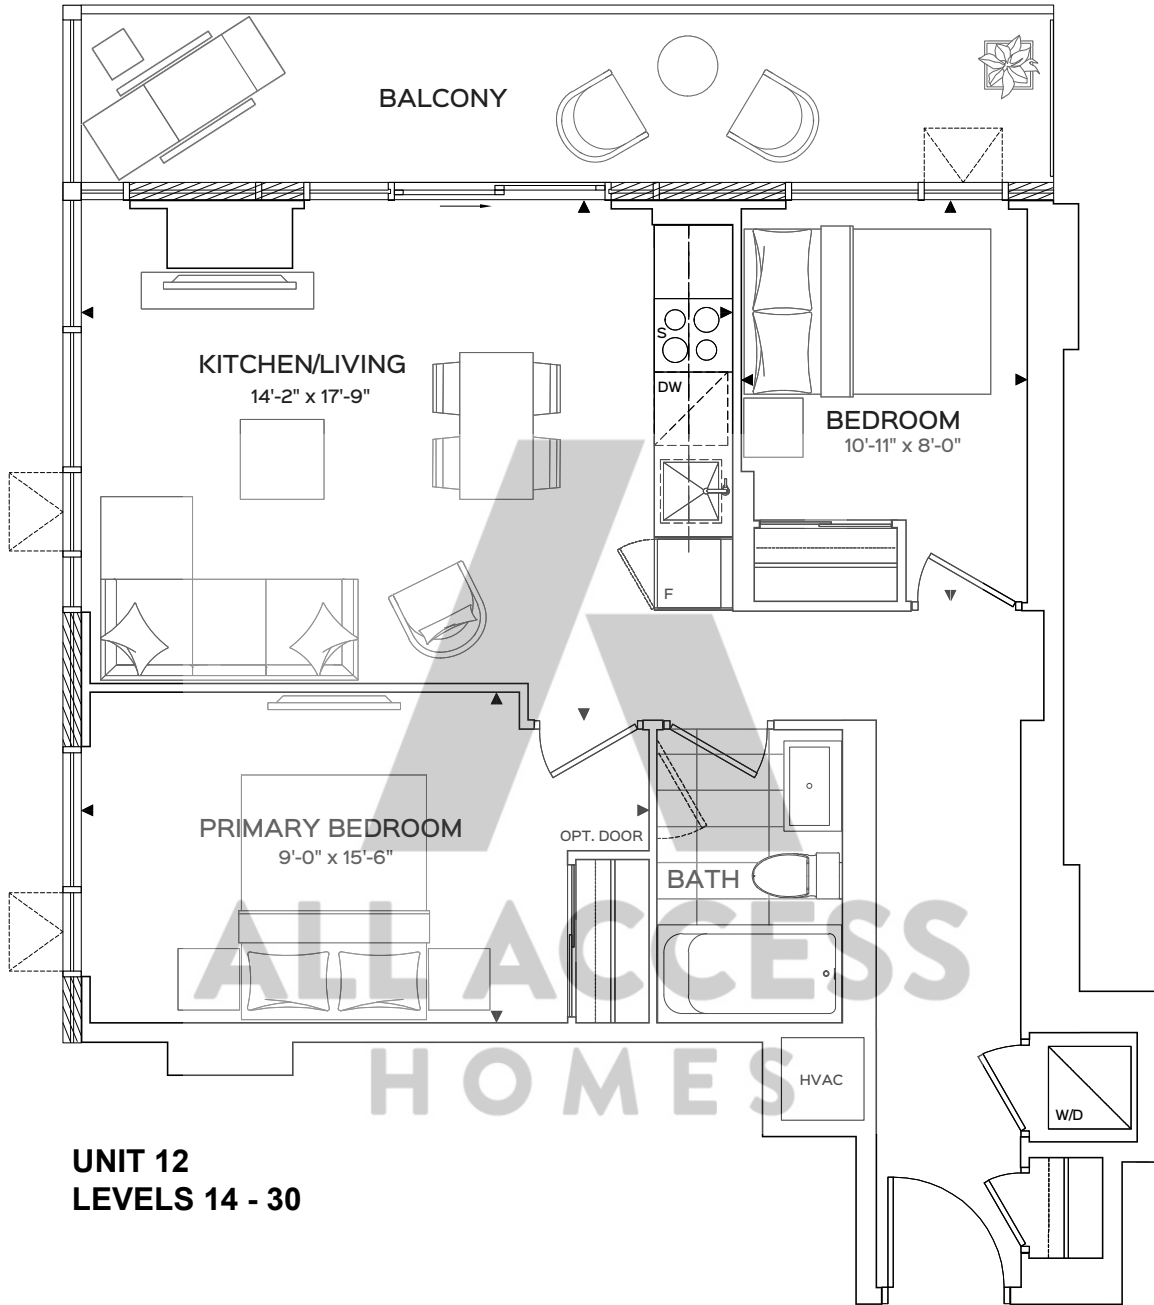 BALCONY
KITCHEN/LIVING
14'-2" x 17'-9"
S
DW
BEDROOM
10'-11" x 8'-0"
F
PRIMARY BEDROOM
9'-0" x 15'-6"
OPT. DOOR
BATH
ALL ACCESS
HOMES
HVAC
W/D
UNIT 12
LEVELS 14 - 30